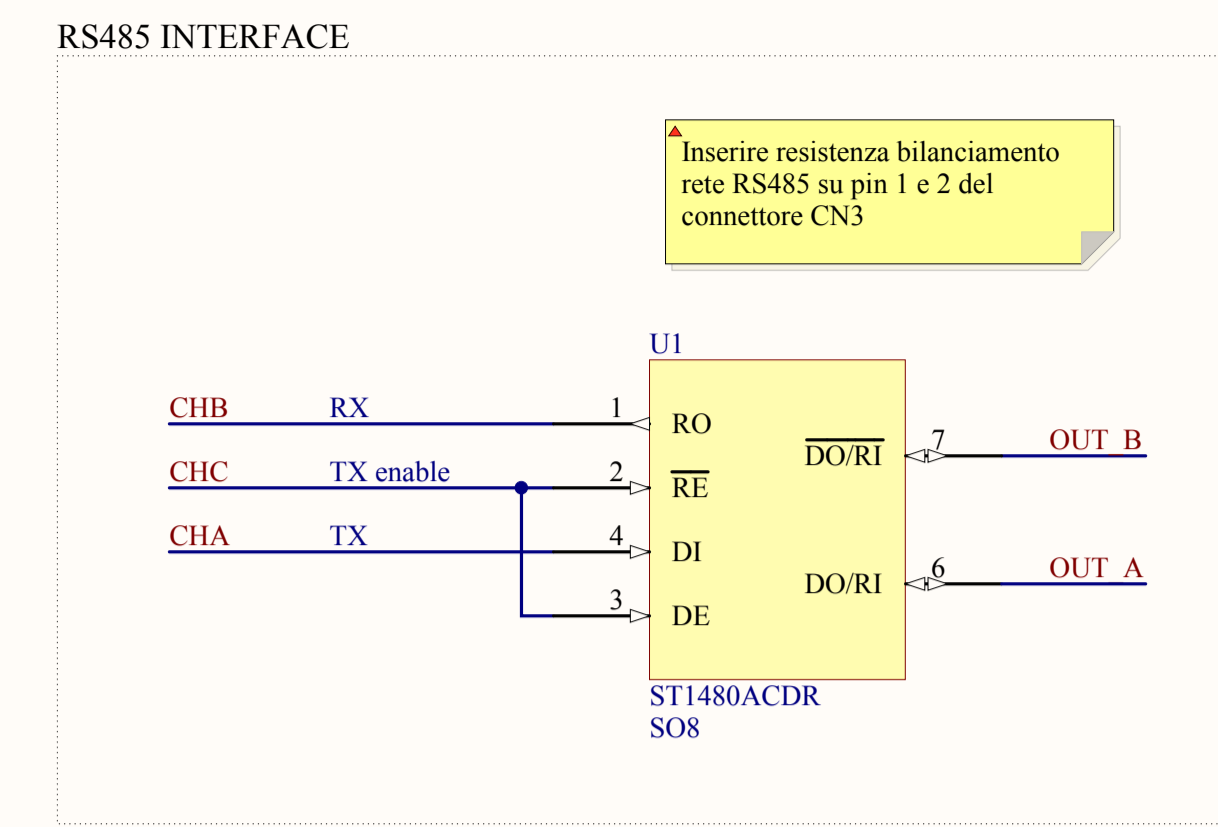 RS485 INTERFACE
Inserire resistenza bilanciamento
rete RS485 su pin 1 e 2 del
connettore CN3
U1
CHB RX 1 RO
DO/RI 7 OUT_B
CHC TX enable 2 RE
CHA TX 4 DI
DO/RI 6 OUT_A
3 DE
ST1480ACDR
SO8